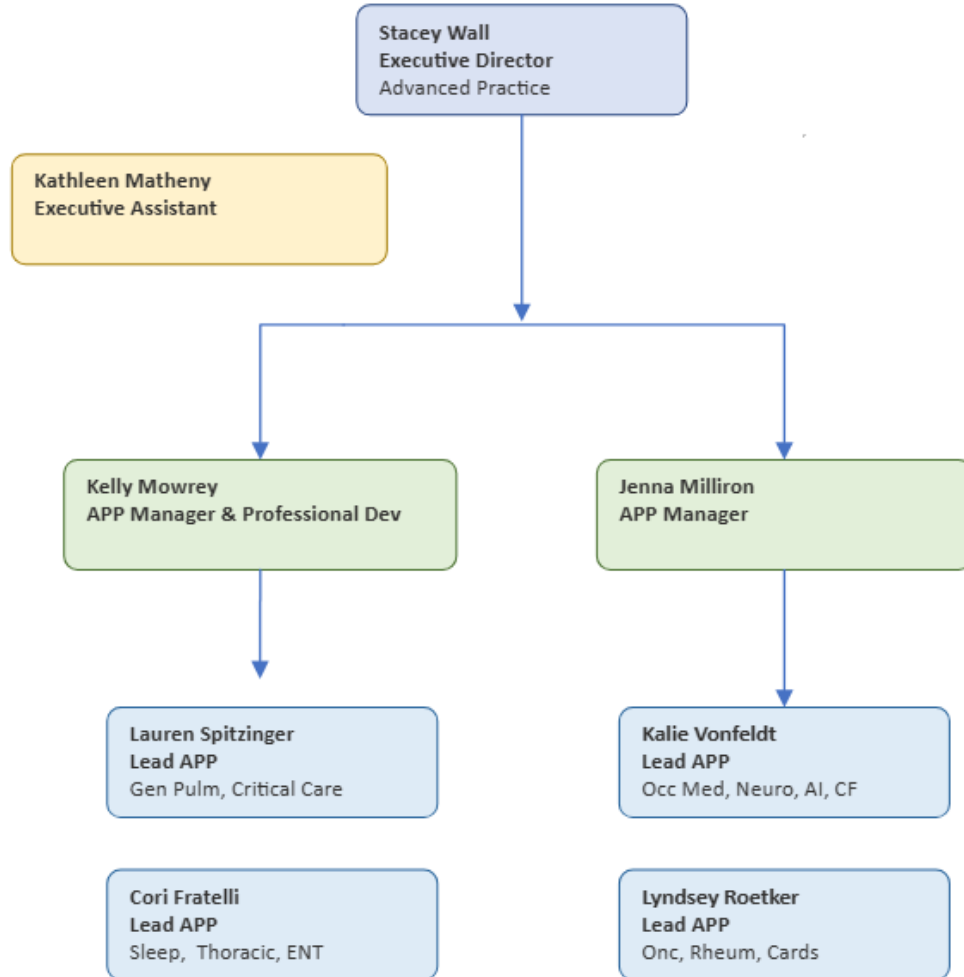 Stacey Wall
Executive Director
Advanced Practice
Kathleen Matheny
Executive Assistant
Kelly Mowrey
APP Manager & Professional Dev
Jenna Milliron
APP Manager
Lauren Spitzinger
Lead APP
Gen Pulm, Critical Care
Kalie Vonfeldt
Lead APP
Occ Med, Neuro, AI, CF
Cori Fratelli
Lead APP
Sleep,  Thoracic, ENT
Lyndsey Roetker
Lead APP
Onc, Rheum, Cards